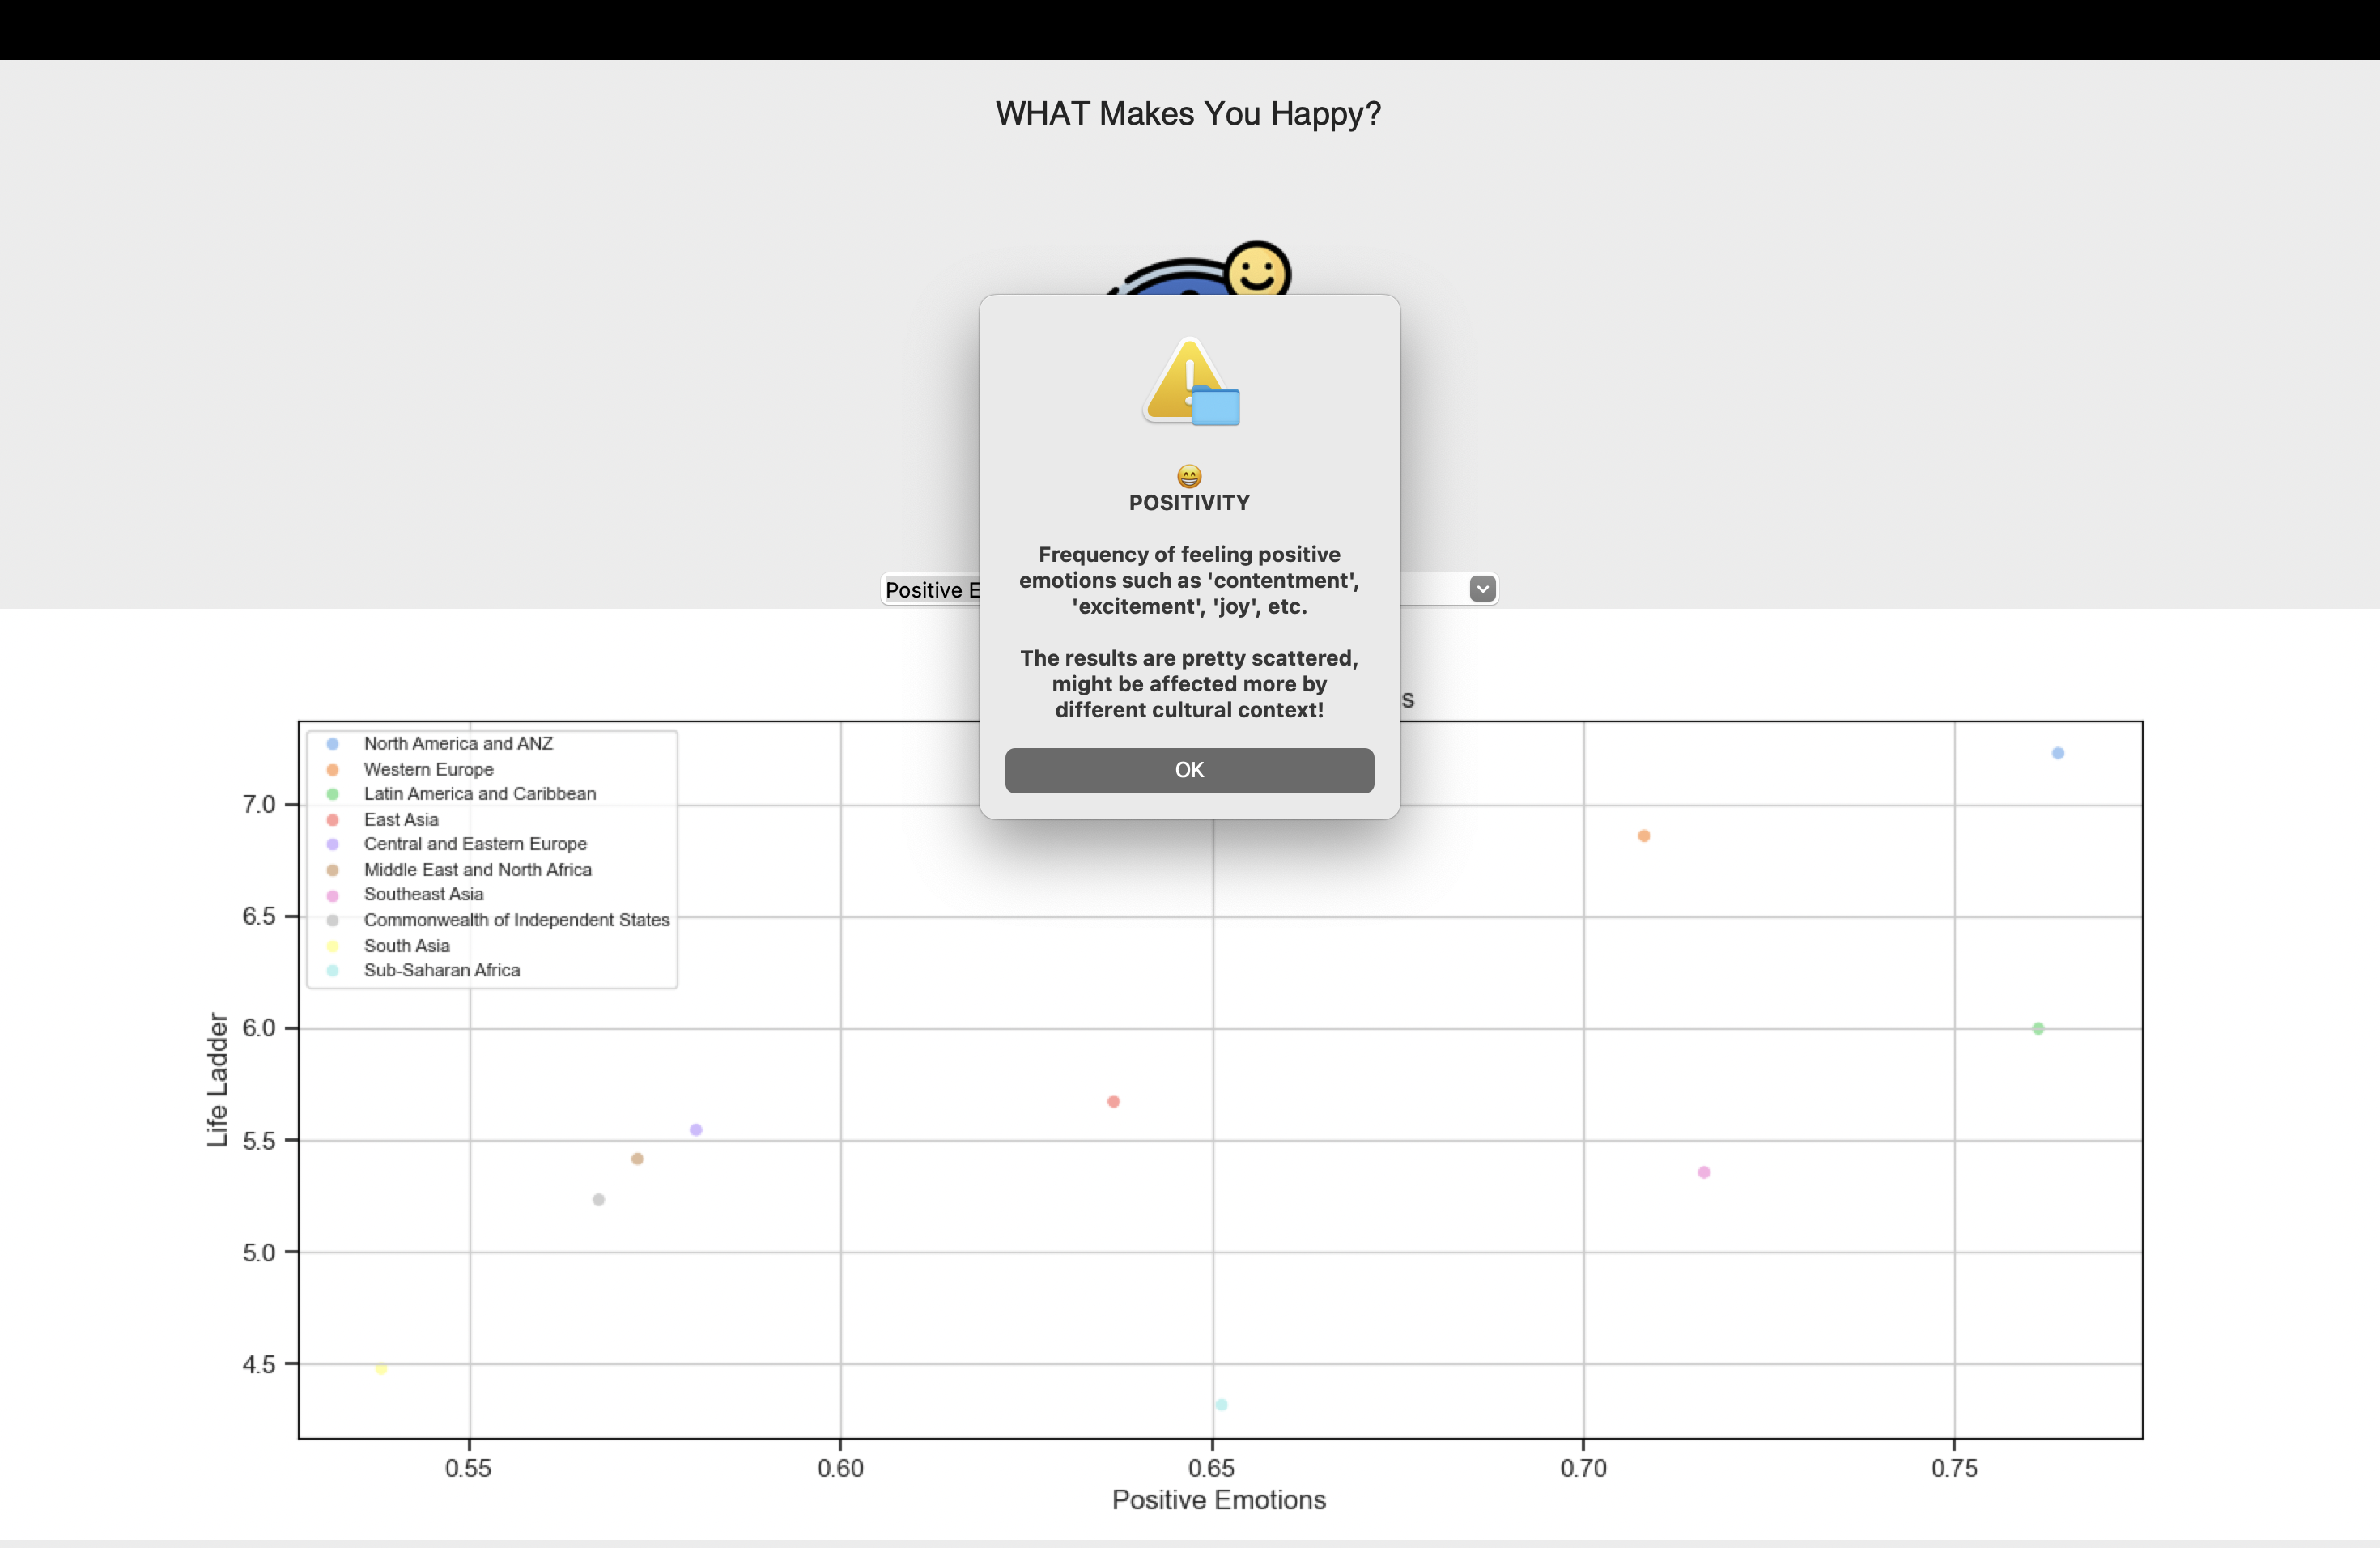 WHAT Makes You Happy?
😁
POSITIVITY
Frequency of feeling positive
emotions such as 'contentment',
'excitement', 'joy', etc.
The results are pretty scattered,
might be affected more by
different cultural context!
OK
Positive
North America and ANZ
Western Europe
Latin America and Caribbean
East Asia
Central and Eastern Europe
Middle East and North Africa
Southeast Asia
Commonwealth of Independent States
South Asia
Sub-Saharan Africa
Life Ladder
7.0
6.5
6.0
5.5
5.0
4.5
0.55 0.60 0.65 0.70 0.75
Positive Emotions